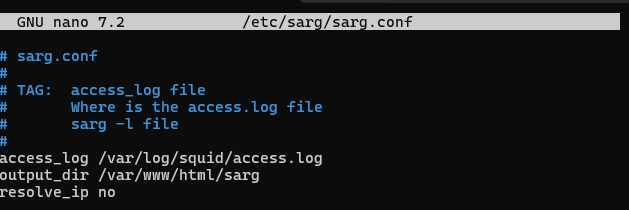 GNU nano 7.2 /etc/sarg/sarg.conf
# sarg.conf
#
# TAG:  access_log file
#       Where is the access.log file
#       sarg -l file
#
access_log /var/log/squid/access.log
output_dir /var/www/html/sarg
resolve_ip no